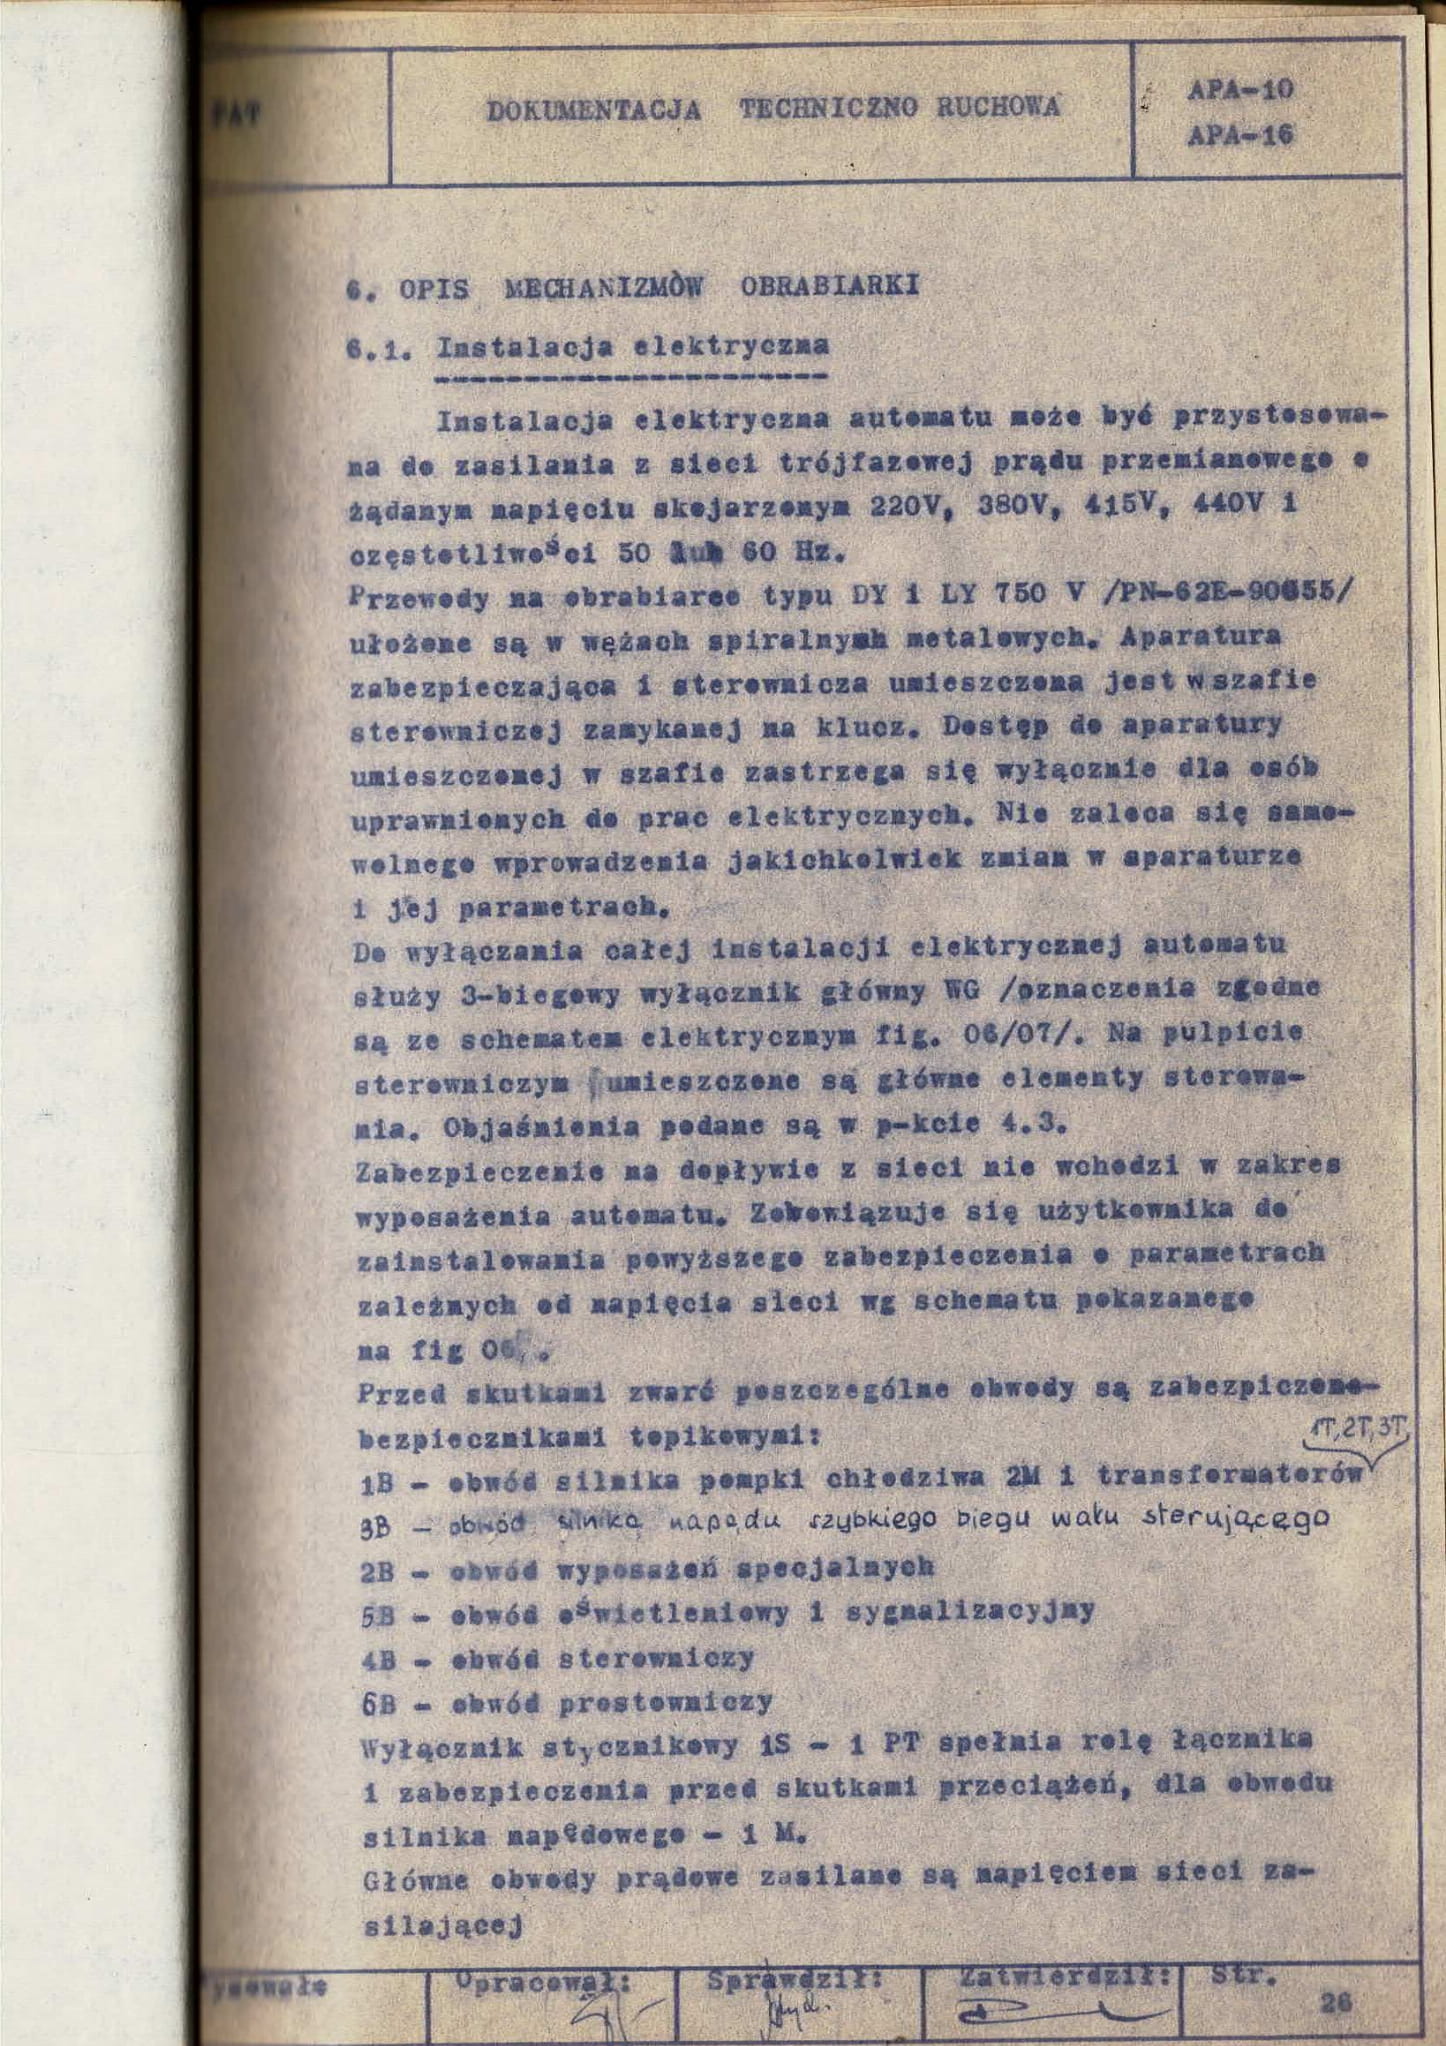 PAT
DOKUMENTACJA TECHNICZNO RUCHOWA
APA-10
APA-16
6. OPIS MECHANIZMÒW OBRABIARKI
6.1. Instalacja elektryczna
Instalacja elektryczna automatu może być przystosowa-
na do zasilania z sieci trójfazowej prądu przemianowego o
żądanym napięciu skojarzonym 220V, 380V, 415V, 440V i
częstotliwości 50 lub 60 Hz.
Przewody na obrabiarce typu DY i LY 750 V /PN-62E-90055/
ułożone są w wężach spiralnych metalowych. Aparatura
zabezpieczająca i sterownicza umieszczona jest w szafie
sterowniczej zamykanej na klucz. Dostęp do aparatury
umieszczonej w szafie zastrzega się wyłącznie dla osób
uprawnionych do prac elektrycznych. Nie zaleca się samo-
wolnego wprowadzenia jakichkolwiek zmian w aparaturze
i jej parametrach.
Do wyłączania całej instalacji elektrycznej automatu
służy 3-biegowy wyłącznik główny WG /oznaczenia zgodne
są ze schematem elektrycznym fig. 06/07/. Na pulpicie
sterowniczym umieszczone są główne elementy sterowa-
nia. Objaśnienia podane są w p-kcie 4.3.
Zabezpieczenie na dopływie z sieci nie wchodzi w zakres
wyposażenia automatu. Zobowiązuje się użytkownika do
zainstalowania powyższego zabezpieczenia o parametrach
zależnych od napięcia sieci wg schematu pokazanego
na fig 06.
Przed skutkami zwarć poszczególne obwody są zabezpiczone
bezpiecznikami topikowymi:
1T, 2T, 3T,
1B - obwód silnika pompki chłodziwa 2M i transformatorów
3B - obwód silnika napędu szybkiego biegu wału sterującego
2B - obwód wyposażeń specjalnych
5B - obwód oświetleniowy i sygnalizacyjny
4B - obwód sterowniczy
6B - obwód prostowniczy
Wyłącznik stycznikowy 1S - 1 PT spełnia rolę łącznika
i zabezpieczenia przed skutkami przeciążeń, dla obwodu
silnika napędowego - 1 M.
Główne obwody prądowe zasilane są napięciem sieci za-
silającej
Opracował:
Sprawdził:
Zatwierdził:
Str.
26